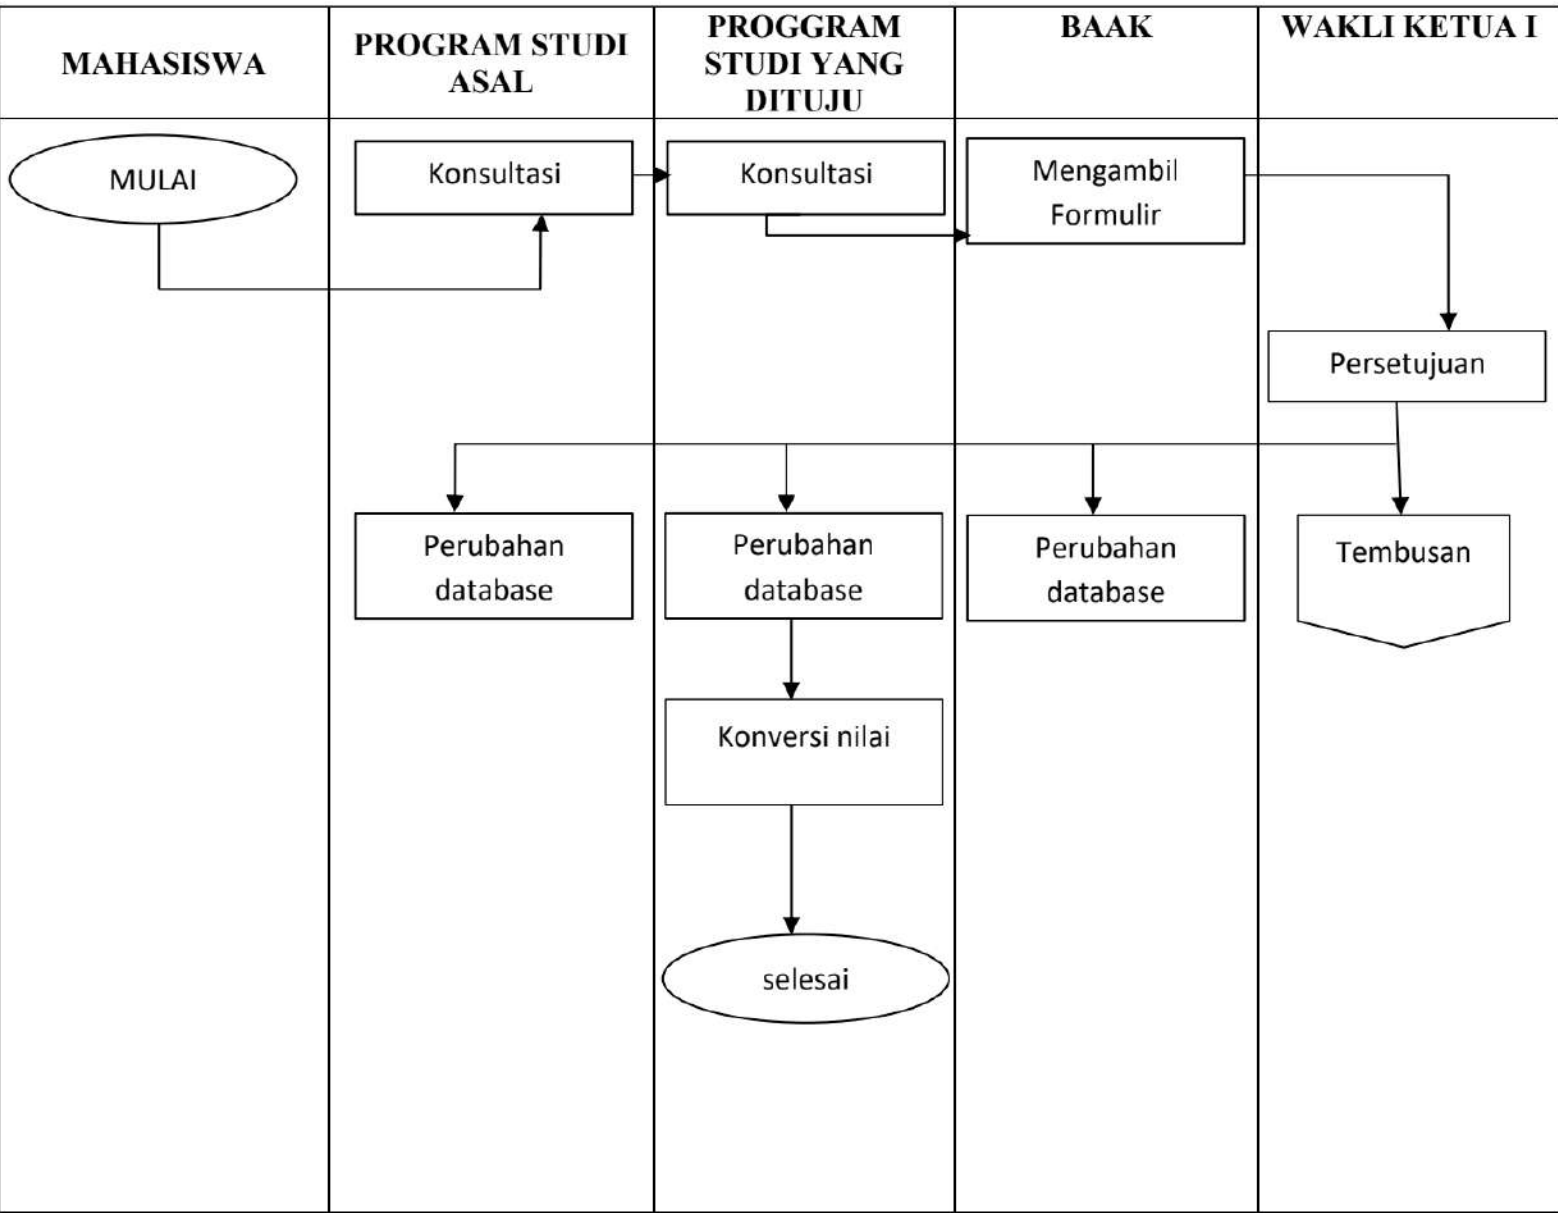 MAHASISWA
PROGRAM STUDI
ASAL
PROGGRAM
STUDI YANG
DITUJU
BAAK
WAKLI KETUA I
MULAI
Konsultasi
Konsultasi
Mengambil
Formulir
Persetujuan
Perubahan
database
Perubahan
database
Perubahan
database
Tembusan
Konversi nilai
selesai